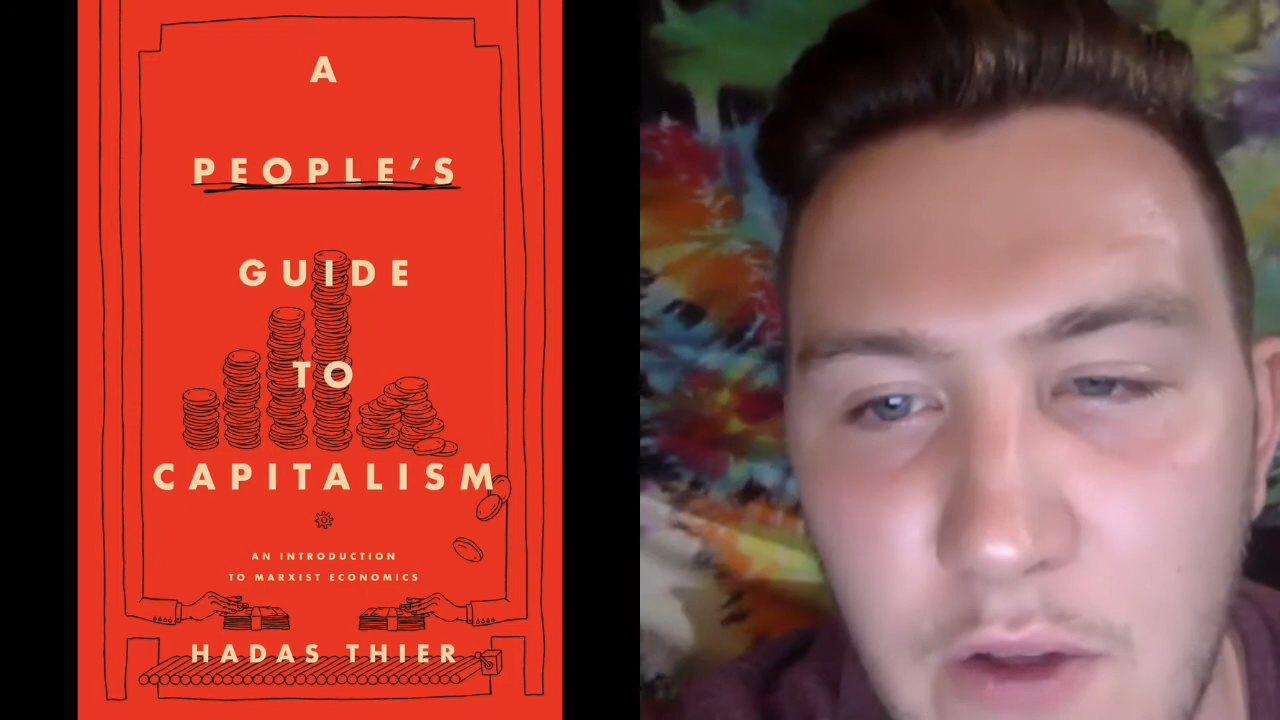 A
PEOPLE'S
GUIDE
TO
CAPITALISM
AN INTRODUCTION
TO MARXIST ECONOMICS
HADAS THIER